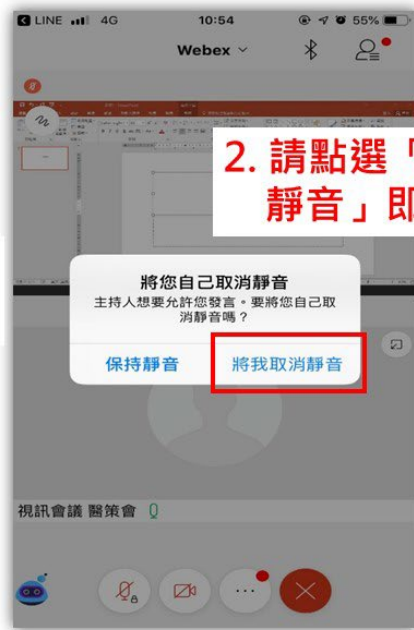 LINE 4G 10:54 55%
Webex
2. 請點選「
靜音」即
將您自己取消靜音
主持人想要允許您發言。要將您自己取
消靜音嗎？
保持靜音 將我取消靜音
視訊會議 醫策會